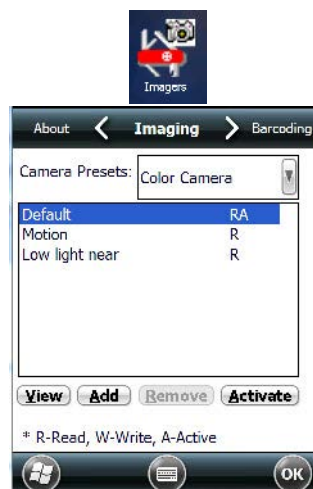 Imagers
About Imaging Barcoding
Camera Presets: Color Camera
Default RA
Motion R
Low light near R
View Add Remove Activate
* R-Read, W-Write, A-Active
OK